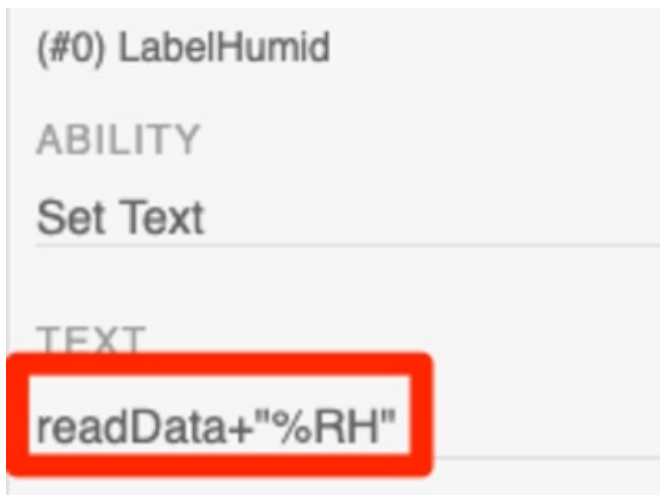 (#0) LabelHumid
ABILITY
Set Text
TEXT
readData+"%RH"